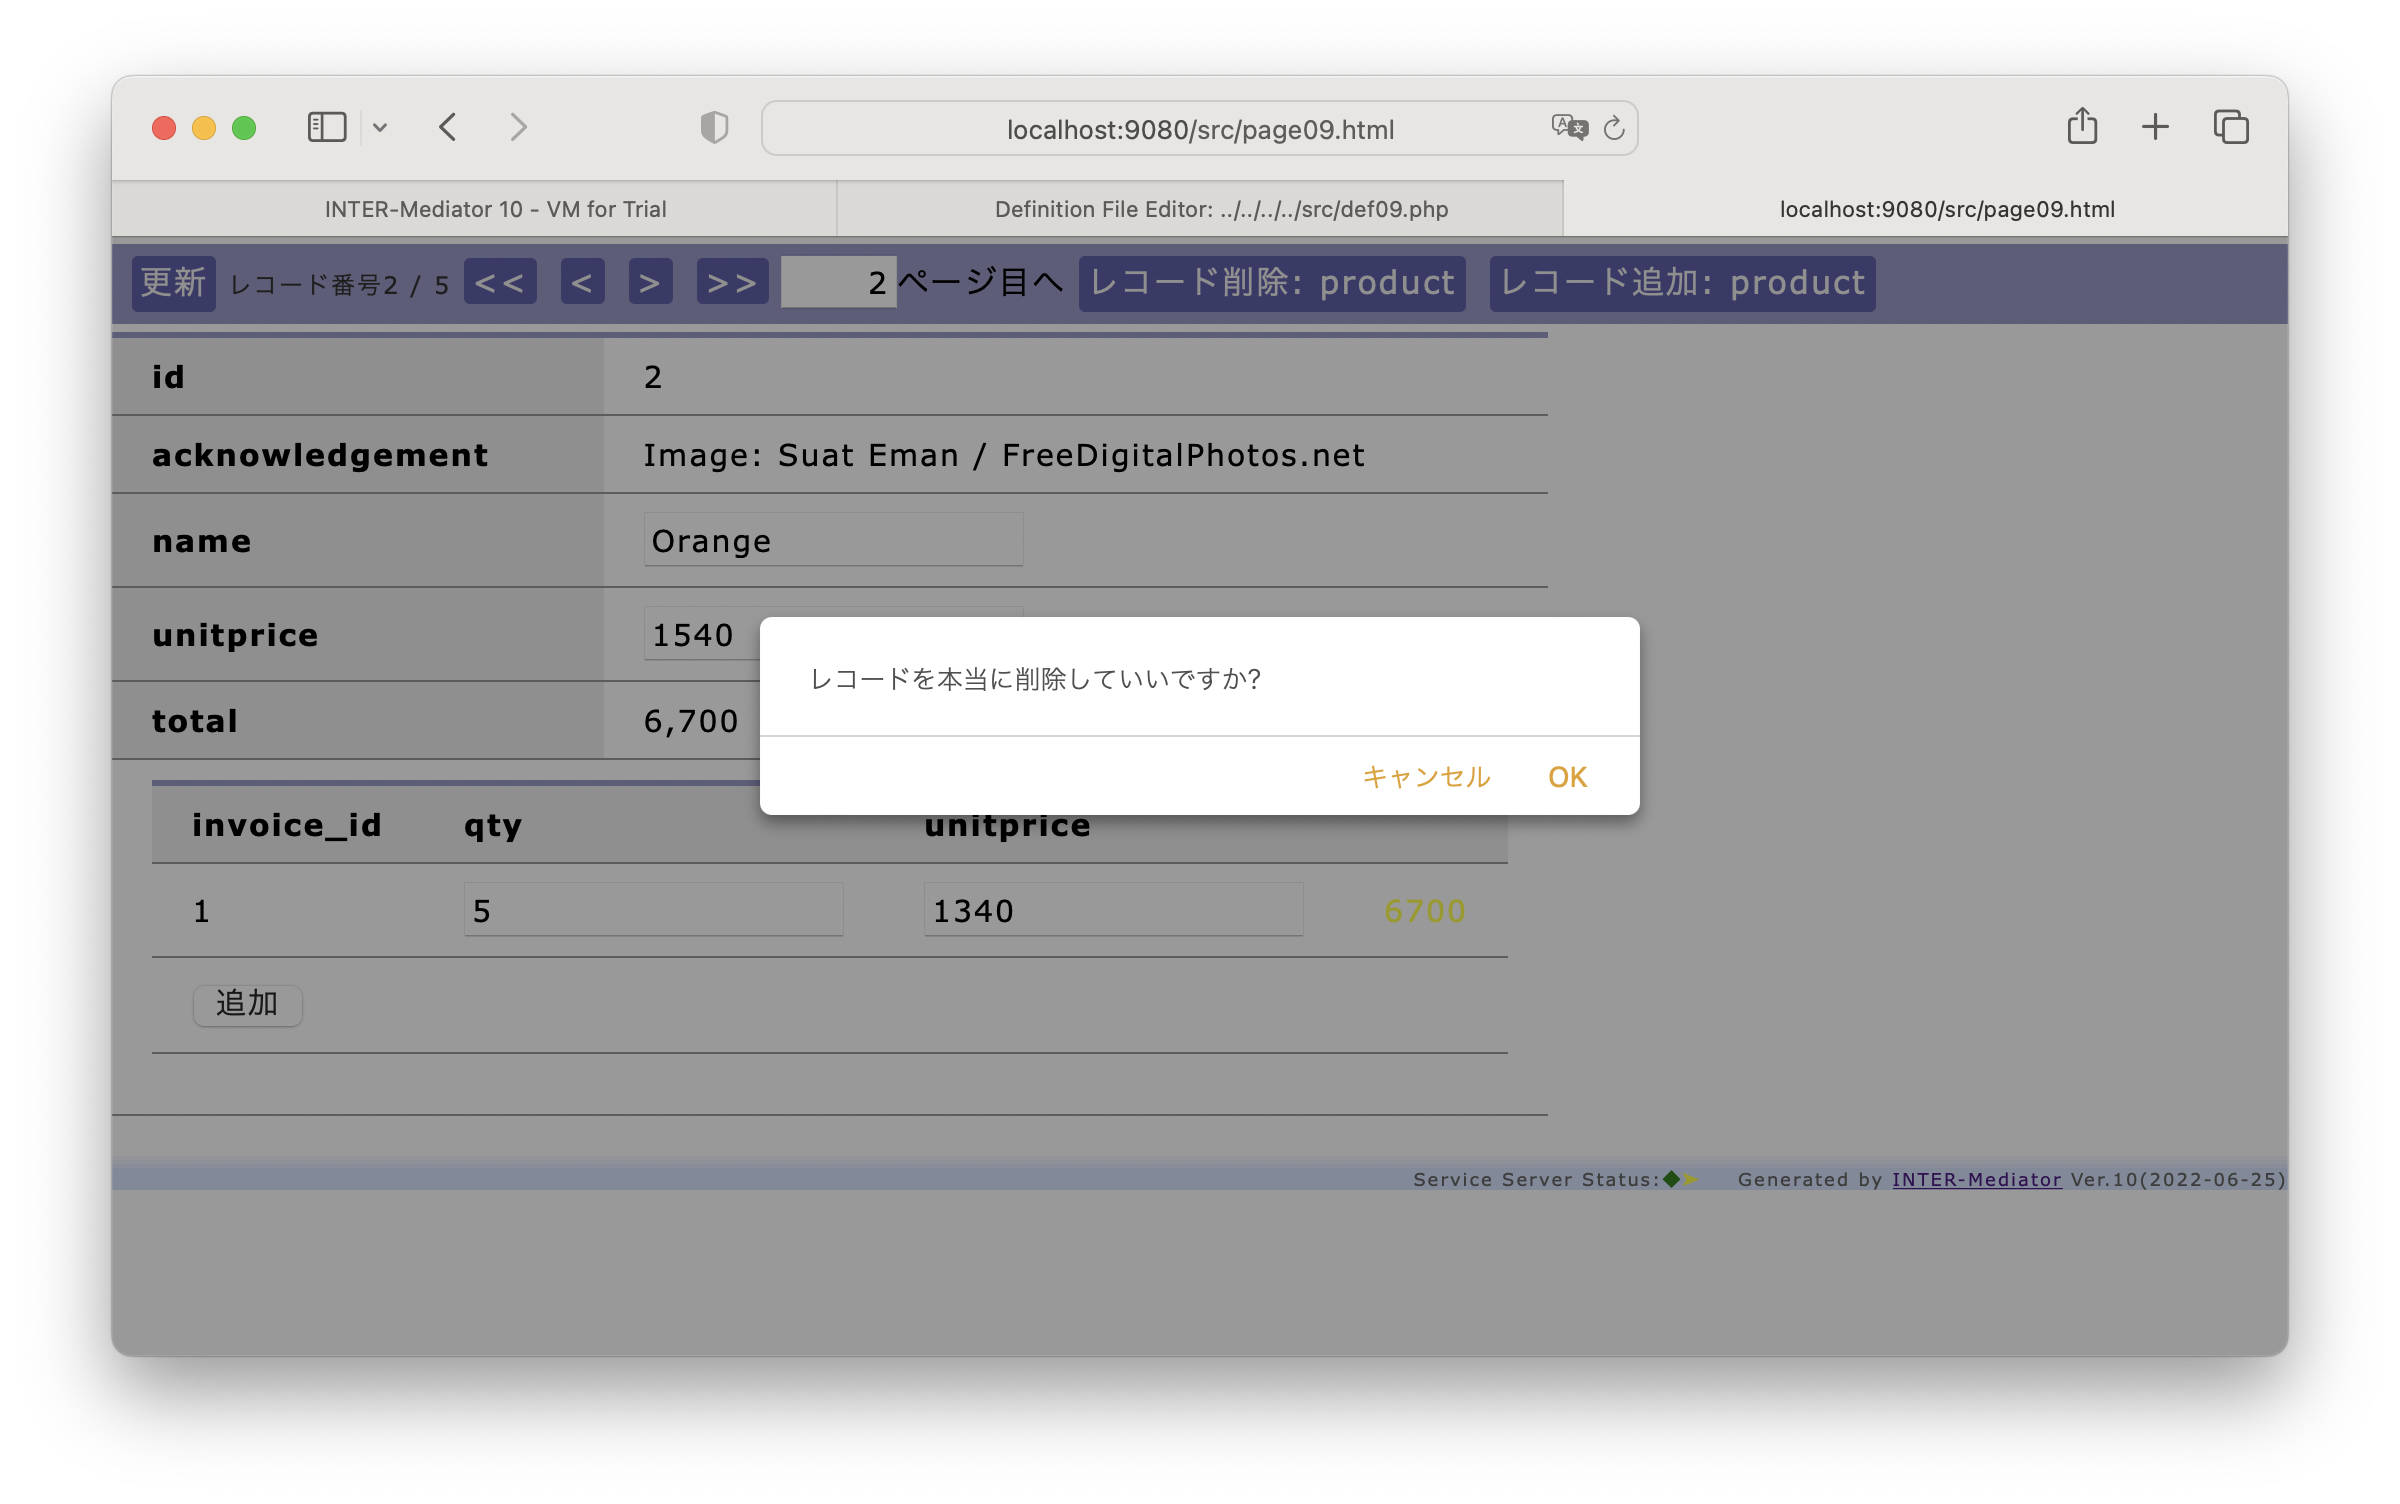 localhost:9080/src/page09.html
INTER-Mediator 10 - VM for Trial
Definition File Editor: ../../../../src/def09.php
localhost:9080/src/page09.html
更新 レコード番号2 / 5 << < > >> 2 ページ目へ レコード削除: product レコード追加: product
id 2
acknowledgement Image: Suat Eman / FreeDigitalPhotos.net
name Orange
unitprice 1540
レコードを本当に削除していいですか?
total 6,700
キャンセル OK
invoice_id qty unitprice
1 5 1340 6700
追加
Service Server Status:◆➤ Generated by INTER-Mediator Ver.10(2022-06-25)